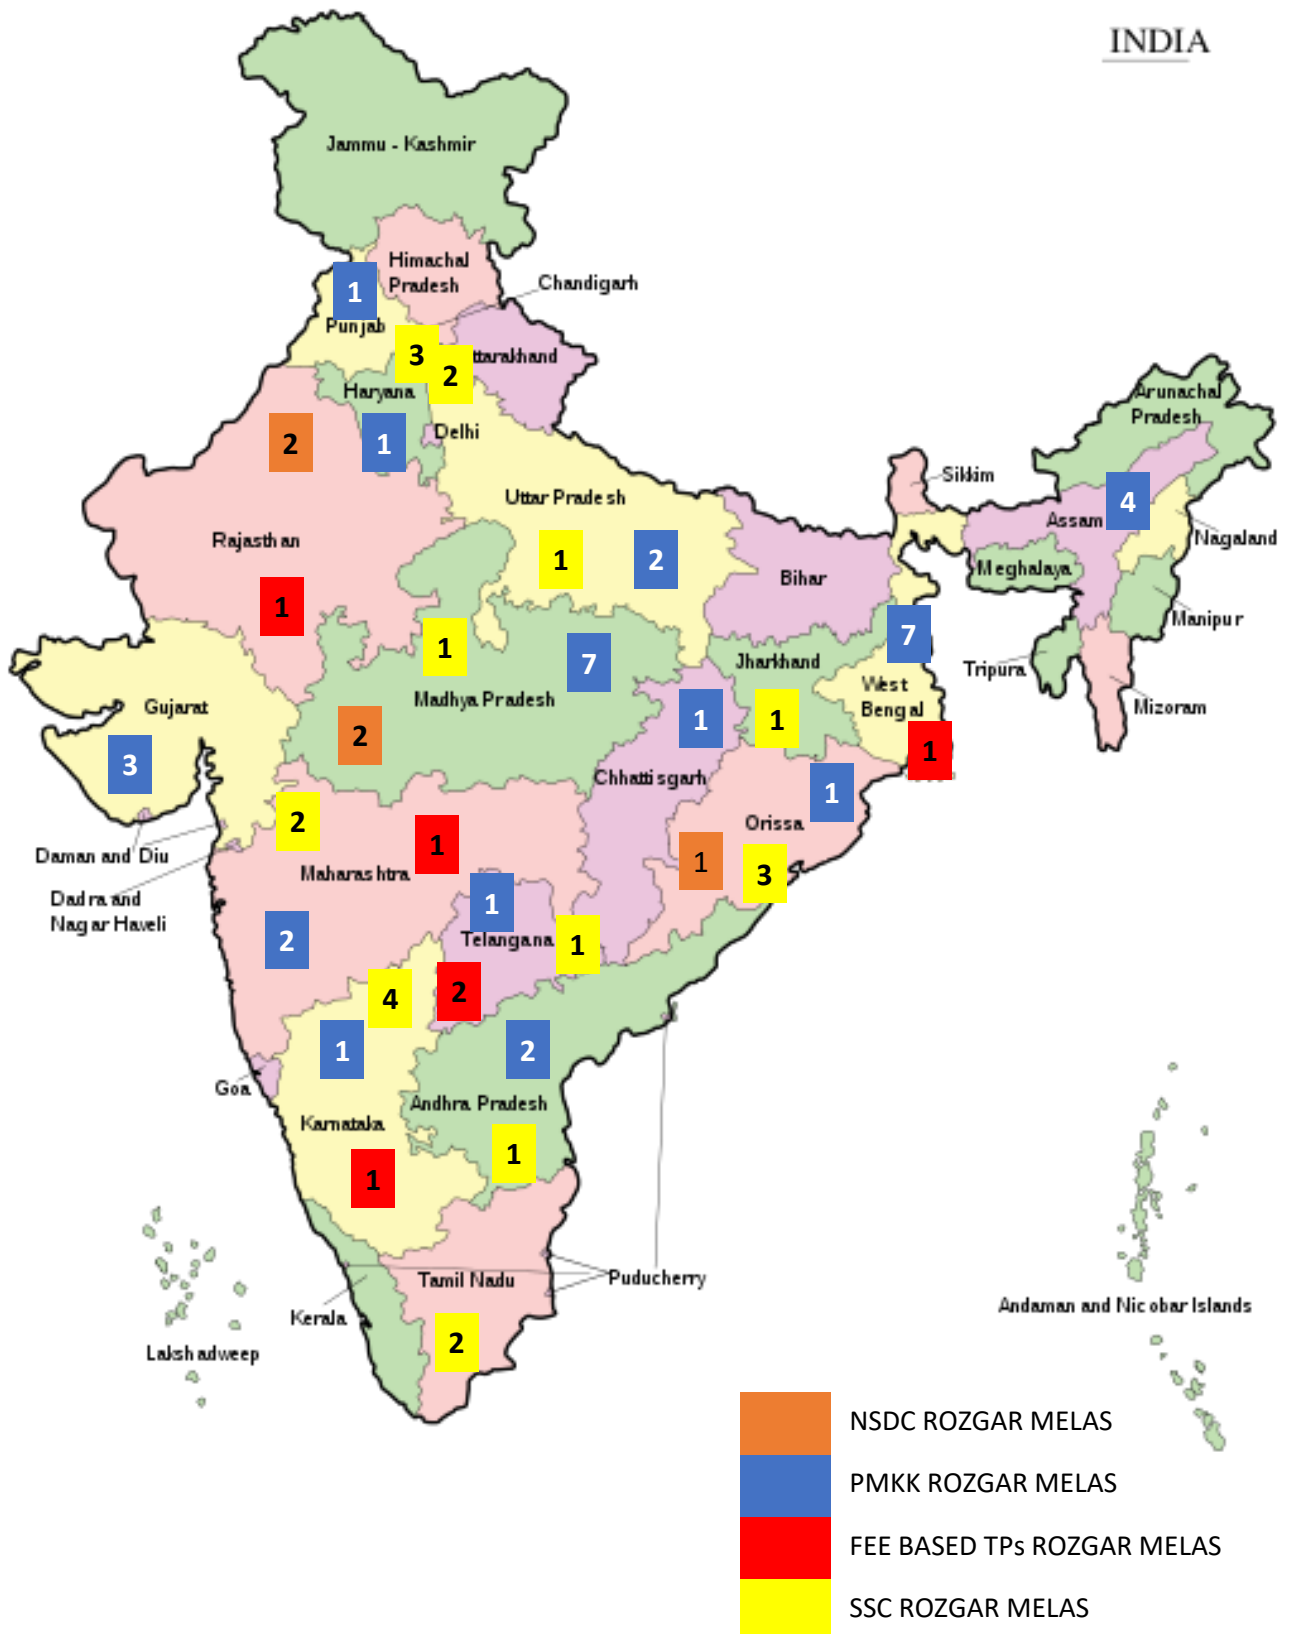 INDIA
Jammu - Kashmir
Himachal
Pradesh
Chandigarh
1
Punjab
3
2
ttarakhand
Haryana
Arunachal
Pradesh
2
1
Delhi
Sikkim
Uttar Pradesh
4
Assam
Nagaland
Rajasthan
1
2
Bihar
Meghalaya
1
Manipur
7
1
7
Jharkhand
Tripura
West
Bengal
Madhya Pradesh
Gujarat
1
1
Mizoram
2
1
3
Chhattisgarh
1
2
Orissa
1
Daman and Diu
Maharashtra
1
3
Dadra and
Nagar Haveli
1
2
Telangana
1
4
2
1
2
Goa
Andhra Pradesh
Karnataka
1
1
Tamil Nadu
Puducherry
Kerala
Andaman and Nicobar Islands
Lakshadweep
2
NSDC ROZGAR MELAS
PMKK ROZGAR MELAS
FEE BASED TPs ROZGAR MELAS
SSC ROZGAR MELAS